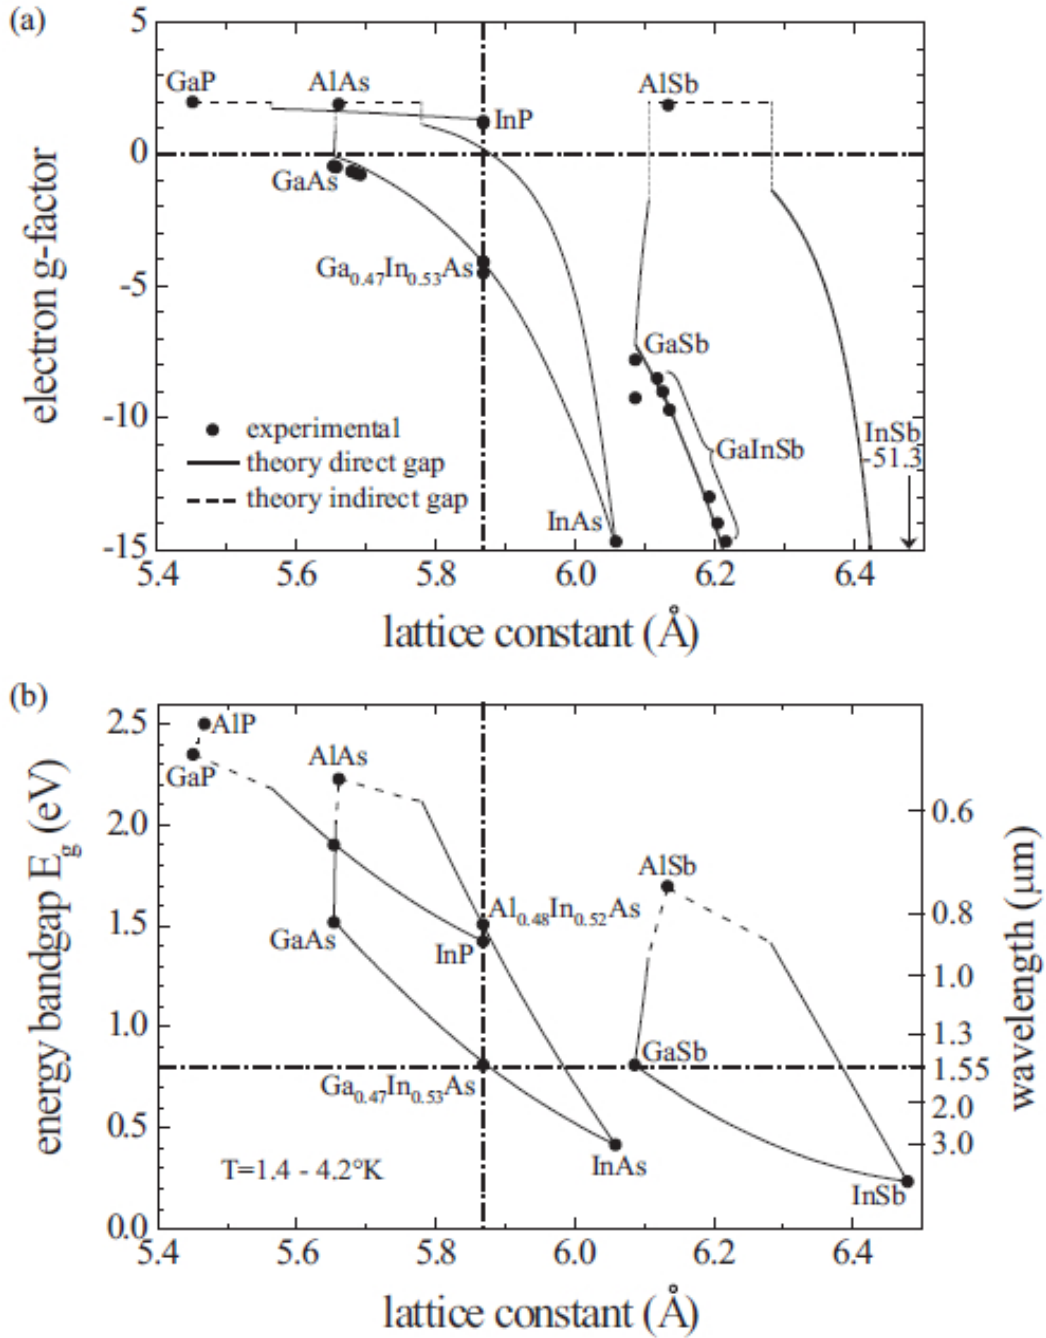 (a)
5
0
-5
-10
-15
electron g-factor
GaP
AlAs
InP
AlSb
GaAs
Ga0.47In0.53As
GaSb
GaInSb
InSb
-51.3
InAs
experimental
theory direct gap
theory indirect gap
5.4 5.6 5.8 6.0 6.2 6.4
lattice constant (Å)
(b)
2.5
2.0
1.5
1.0
0.5
0.0
energy bandgap Eg (eV)
AlP
GaP
AlAs
AlSb
Al0.48In0.52As
GaAs
InP
GaSb
Ga0.47In0.53As
InAs
InSb
T=1.4 - 4.2°K
0.6
0.8
1.0
1.3
1.55
2.0
3.0
wavelength (μm)
5.4 5.6 5.8 6.0 6.2 6.4
lattice constant (Å)